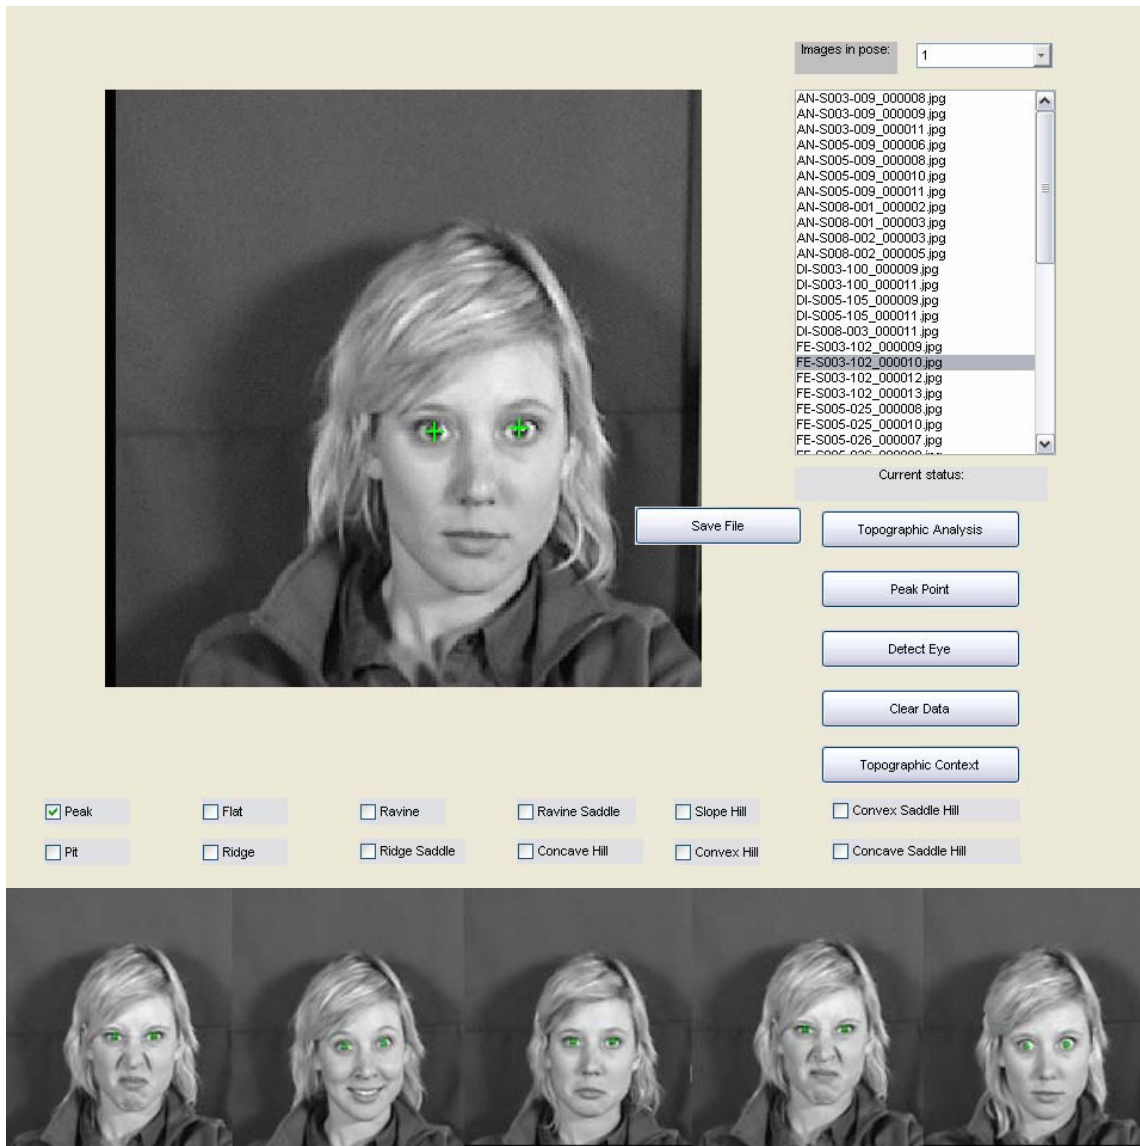 Images in pose:
1
AN-S003-009_000008.jpg
AN-S003-009_000009.jpg
AN-S003-009_000011.jpg
AN-S005-009_000006.jpg
AN-S005-009_000008.jpg
AN-S005-009_000010.jpg
AN-S005-009_000011.jpg
AN-S008-001_000002.jpg
AN-S008-001_000003.jpg
AN-S008-002_000003.jpg
AN-S008-002_000005.jpg
DI-S003-100_000009.jpg
DI-S003-100_000011.jpg
DI-S005-105_000009.jpg
DI-S005-105_000011.jpg
DI-S008-003_000011.jpg
FE-S003-102_000009.jpg
FE-S003-102_000010.jpg
FE-S003-102_000012.jpg
FE-S003-102_000013.jpg
FE-S005-025_000008.jpg
FE-S005-025_000010.jpg
FE-S005-026_000007.jpg
Current status:
Save File
Topographic Analysis
Peak Point
Detect Eye
Clear Data
Topographic Context
Peak Flat Ravine Ravine Saddle Slope Hill Convex Saddle Hill
Pit Ridge Ridge Saddle Concave Hill Convex Hill Concave Saddle Hill